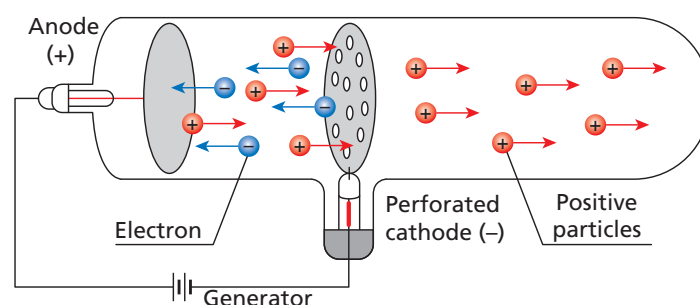 Anode
(+)
Electron
Perforated
cathode (–)
Positive
particles
Generator